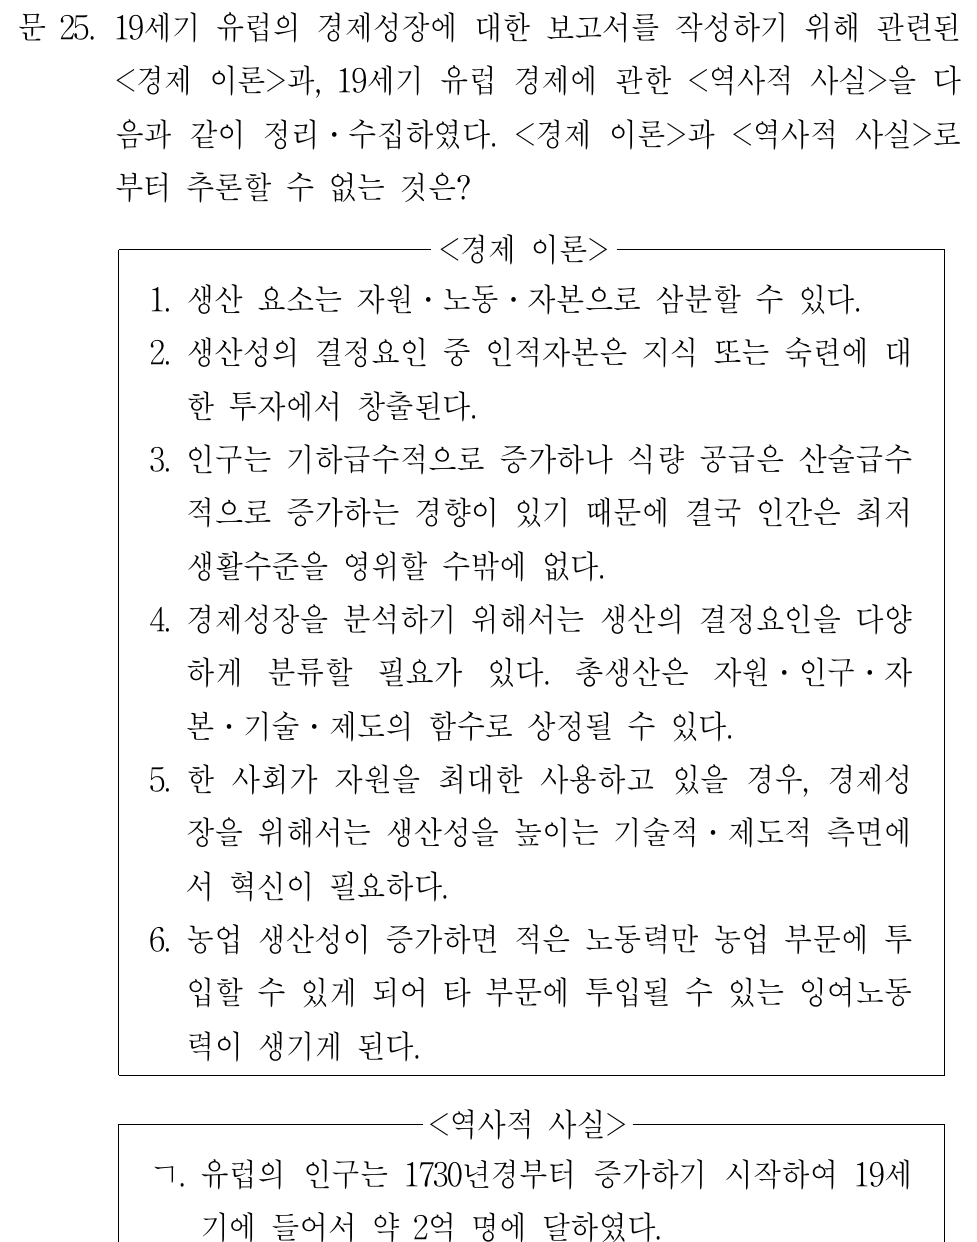 문 25. 19세기 유럽의 경제성장에 대한 보고서를 작성하기 위해 관련된
<경제 이론>과, 19세기 유럽 경제에 관한 <역사적 사실>을 다
음과 같이 정리·수집하였다. <경제 이론>과 <역사적 사실>로
부터 추론할 수 없는 것은?
<경제 이론>
1. 생산 요소는 자원·노동·자본으로 삼분할 수 있다.
2. 생산성의 결정요인 중 인적자본은 지식 또는 숙련에 대
한 투자에서 창출된다.
3. 인구는 기하급수적으로 증가하나 식량 공급은 산술급수
적으로 증가하는 경향이 있기 때문에 결국 인간은 최저
생활수준을 영위할 수밖에 없다.
4. 경제성장을 분석하기 위해서는 생산의 결정요인을 다양
하게 분류할 필요가 있다. 총생산은 자원·인구·자
본·기술·제도의 함수로 상정될 수 있다.
5. 한 사회가 자원을 최대한 사용하고 있을 경우, 경제성
장을 위해서는 생산성을 높이는 기술적·제도적 측면에
서 혁신이 필요하다.
6. 농업 생산성이 증가하면 적은 노동력만 농업 부문에 투
입할 수 있게 되어 타 부문에 투입될 수 있는 잉여노동
력이 생기게 된다.
<역사적 사실>
ㄱ. 유럽의 인구는 1730년경부터 증가하기 시작하여 19세
기에 들어서 약 2억 명에 달하였다.